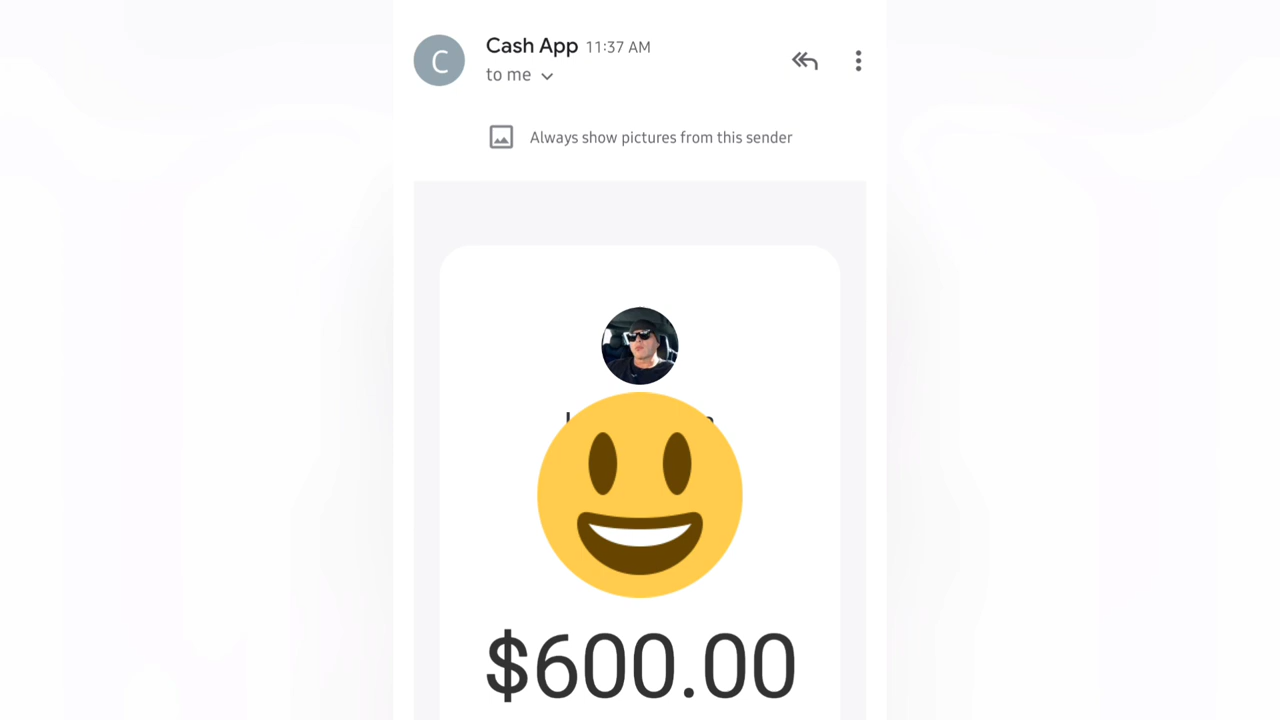 C
Cash App 11:37 AM
to me
Always show pictures from this sender
$600.00